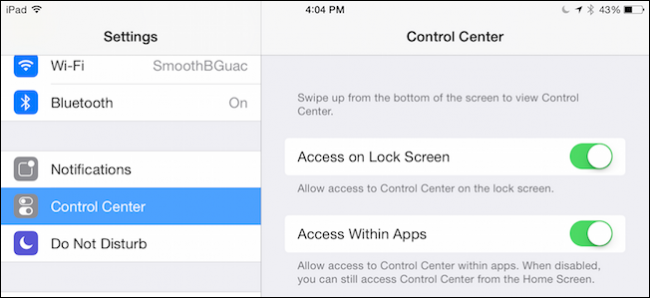 iPad 4:04 PM 43%
Settings Control Center
Wi-Fi SmoothBGuac
Bluetooth On
Notifications
Control Center
Do Not Disturb
Swipe up from the bottom of the screen to view Control
Center.
Access on Lock Screen
Allow access to Control Center on the lock screen.
Access Within Apps
Allow access to Control Center within apps. When disabled,
you can still access Control Center from the Home Screen.